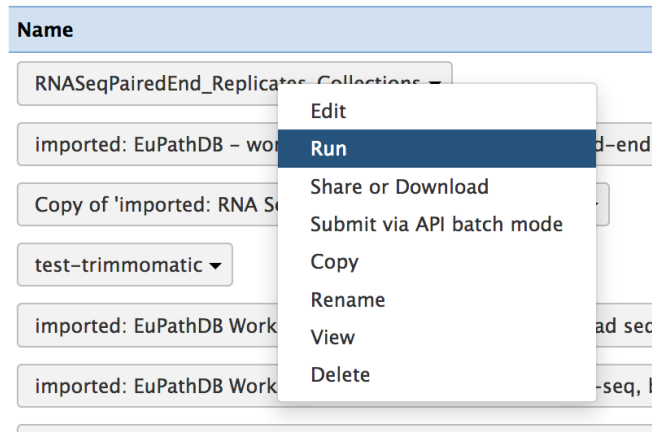 Name
RNASeqPairedEnd_Replicates_Collections
imported: EuPathDB - wor d-end
Copy of 'imported: RNA Se
test-trimmomatic
imported: EuPathDB Work ad seq
imported: EuPathDB Work -seq, b
Edit
Run
Share or Download
Submit via API batch mode
Copy
Rename
View
Delete